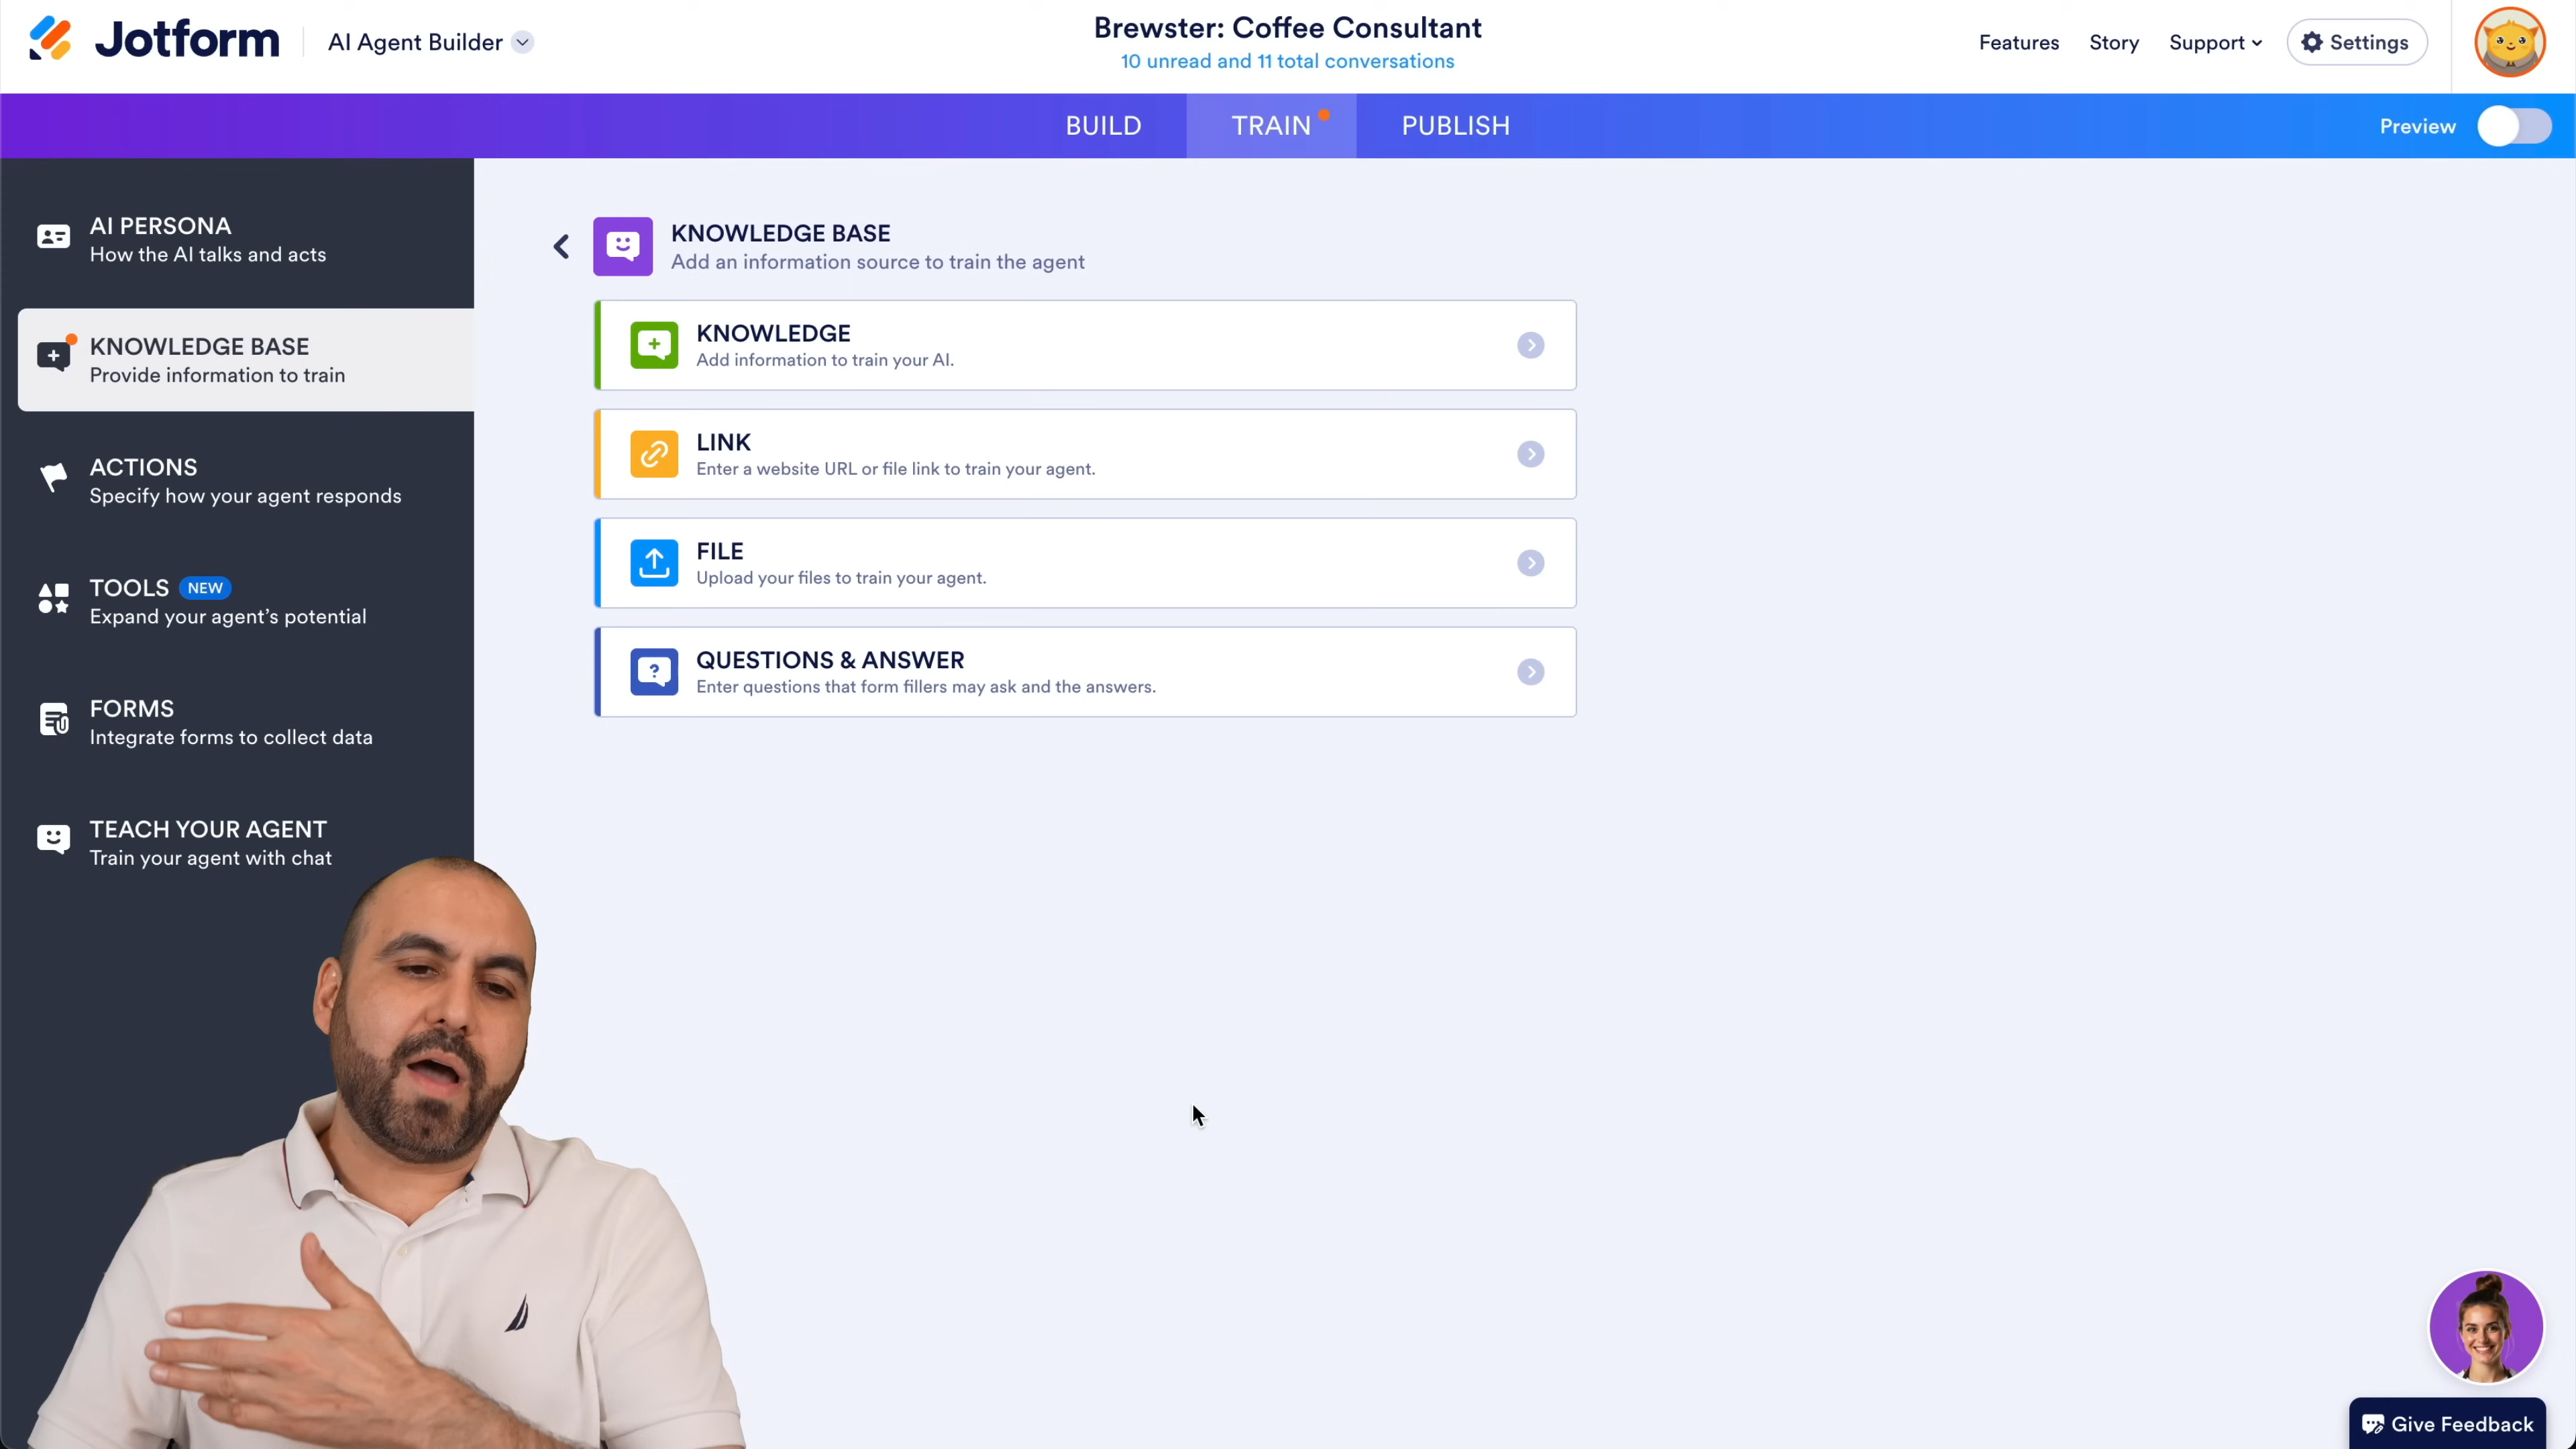 Jotform
AI Agent Builder
Brewster: Coffee Consultant
10 unread and 11 total conversations
Features
Story
Support
Settings
BUILD
TRAIN
PUBLISH
Preview
AI PERSONA
How the AI talks and acts
KNOWLEDGE BASE
Provide information to train
ACTIONS
Specify how your agent responds
TOOLS NEW
Expand your agent’s potential
FORMS
Integrate forms to collect data
TEACH YOUR AGENT
Train your agent with chat
KNOWLEDGE BASE
Add an information source to train the agent
KNOWLEDGE
Add information to train your AI.
LINK
Enter a website URL or file link to train your agent.
FILE
Upload your files to train your agent.
QUESTIONS & ANSWER
Enter questions that form fillers may ask and the answers.
Give Feedback